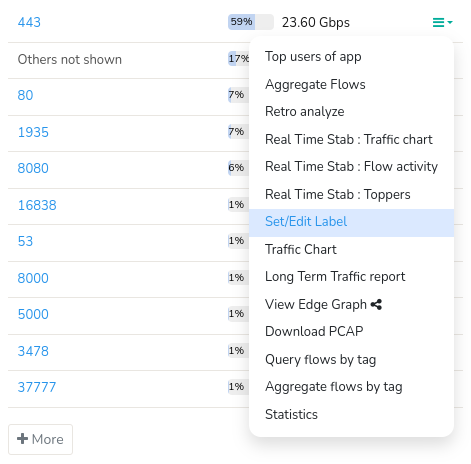 443 59% 23.60 Gbps
Others not shown 17%
80 7%
1935 7%
8080 6%
16838 1%
53 1%
8000 1%
5000 1%
3478 1%
37777 1%
More
Top users of app
Aggregate Flows
Retro analyze
Real Time Stab : Traffic chart
Real Time Stab : Flow activity
Real Time Stab : Toppers
Set/Edit Label
Traffic Chart
Long Term Traffic report
View Edge Graph
Download PCAP
Query flows by tag
Aggregate flows by tag
Statistics